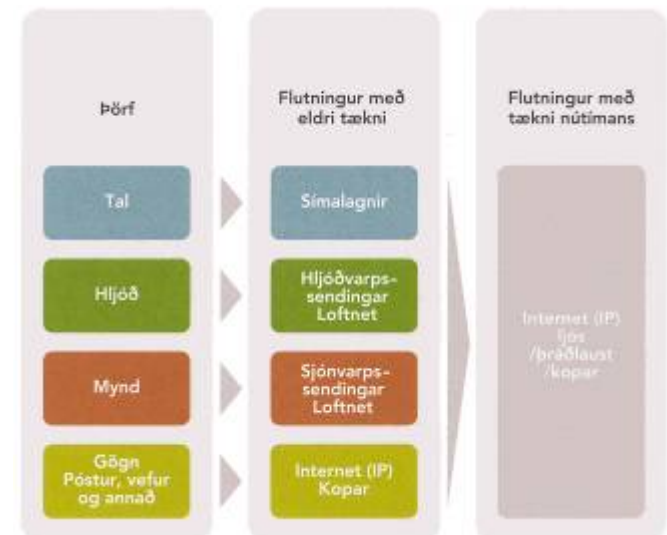 Þörf
Flutningur með
eldri tækni
Flutningur með
tækni nútímans
Tal
Símalagnir
Hljóð
Hljóðvarps-
sendingar
Loftnet
Mynd
Sjónvarps-
sendingar
Loftnet
Gögn
Póstur, vefur
og annað
Internet (IP)
Kopar
Internet (IP)
ljós
/þráðlaust
/kopar